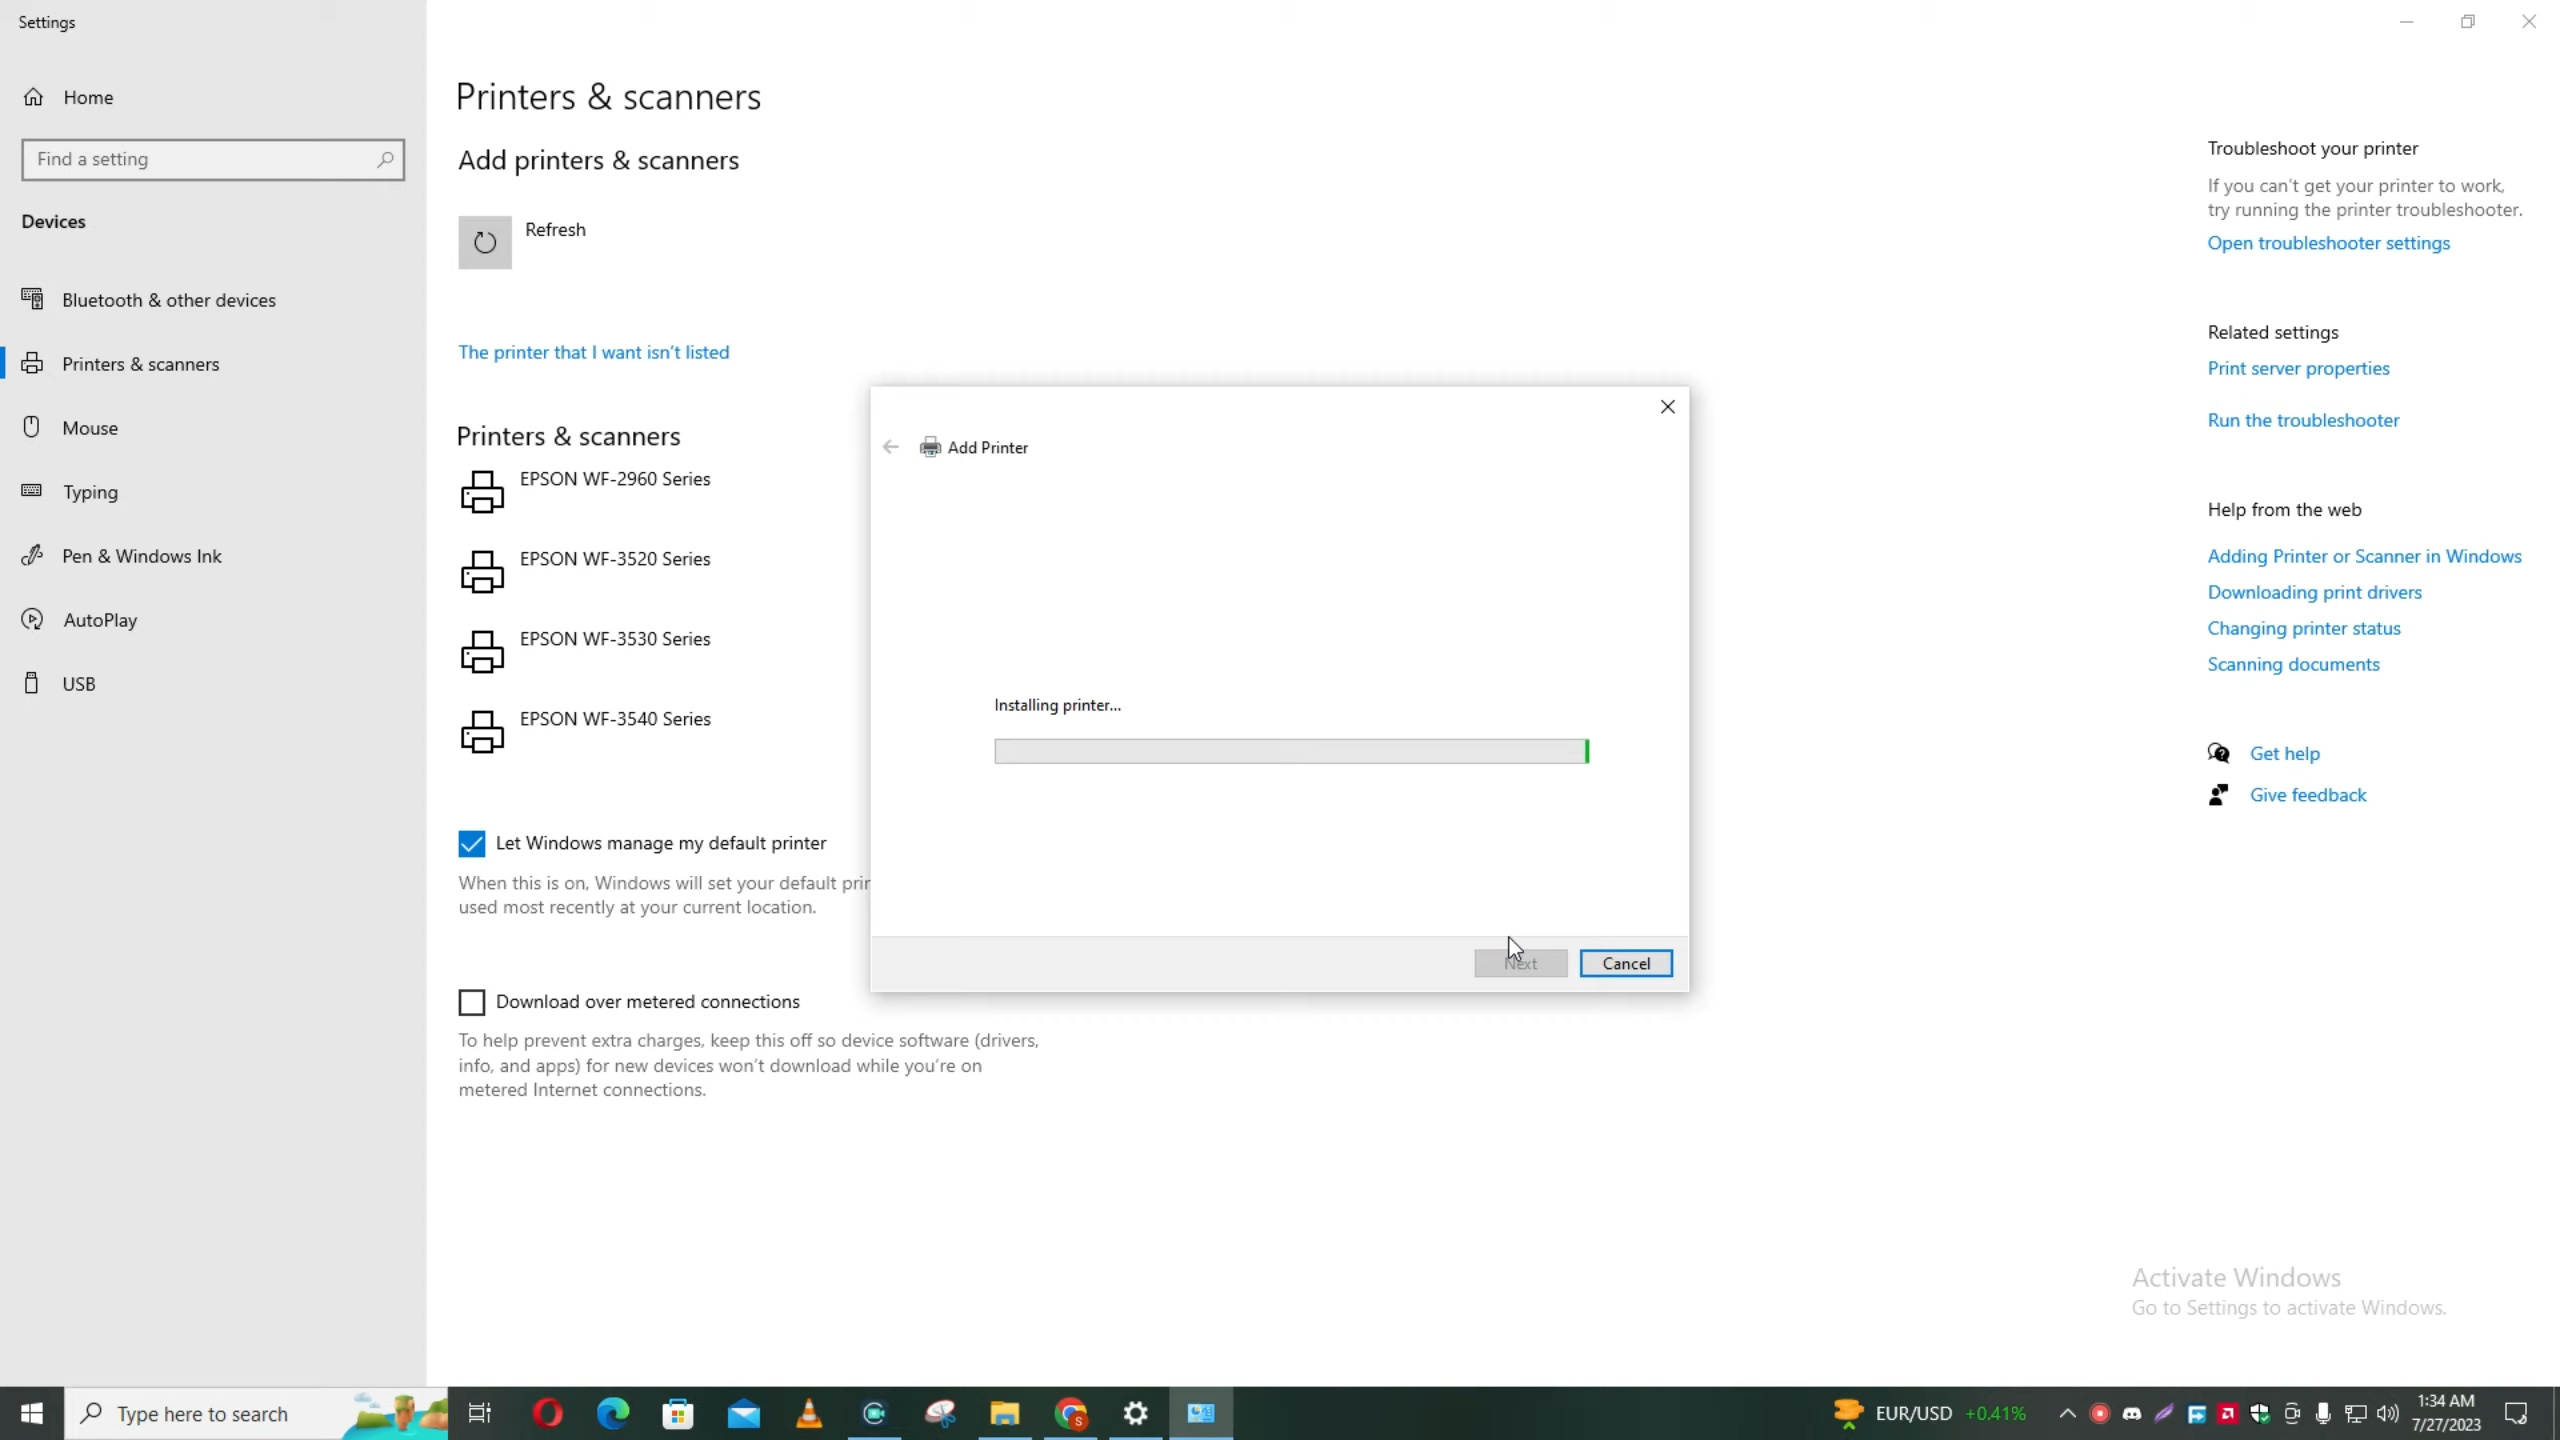 Settings
Home
Find a setting
Devices
Bluetooth & other devices
Printers & scanners
Mouse
Typing
Pen & Windows Ink
AutoPlay
USB
Printers & scanners
Add printers & scanners
Refresh
The printer that I want isn't listed
Printers & scanners
EPSON WF-2960 Series
EPSON WF-3520 Series
EPSON WF-3530 Series
EPSON WF-3540 Series
Let Windows manage my default printer
When this is on, Windows will set your default prin
used most recently at your current location.
Download over metered connections
To help prevent extra charges, keep this off so device software (drivers,
info, and apps) for new devices won't download while you're on
metered Internet connections.
Add Printer
Installing printer...
Next
Cancel
Troubleshoot your printer
If you can't get your printer to work,
try running the printer troubleshooter.
Open troubleshooter settings
Related settings
Print server properties
Run the troubleshooter
Help from the web
Adding Printer or Scanner in Windows
Downloading print drivers
Changing printer status
Scanning documents
Get help
Give feedback
Activate Windows
Go to Settings to activate Windows.
Type here to search
EUR/USD +0.41%
1:34 AM
7/27/2023